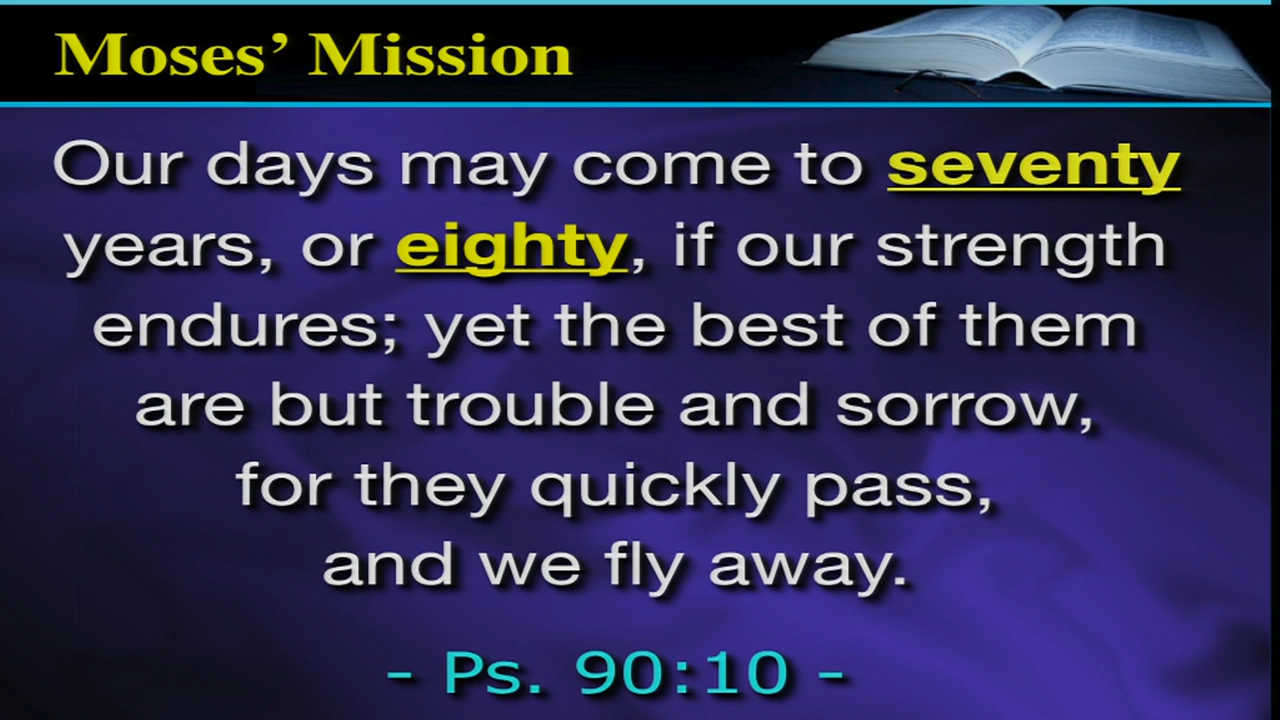 Moses’ Mission
Our days may come to seventy
years, or eighty, if our strength
endures; yet the best of them
are but trouble and sorrow,
for they quickly pass,
and we fly away.
- Ps. 90:10 -